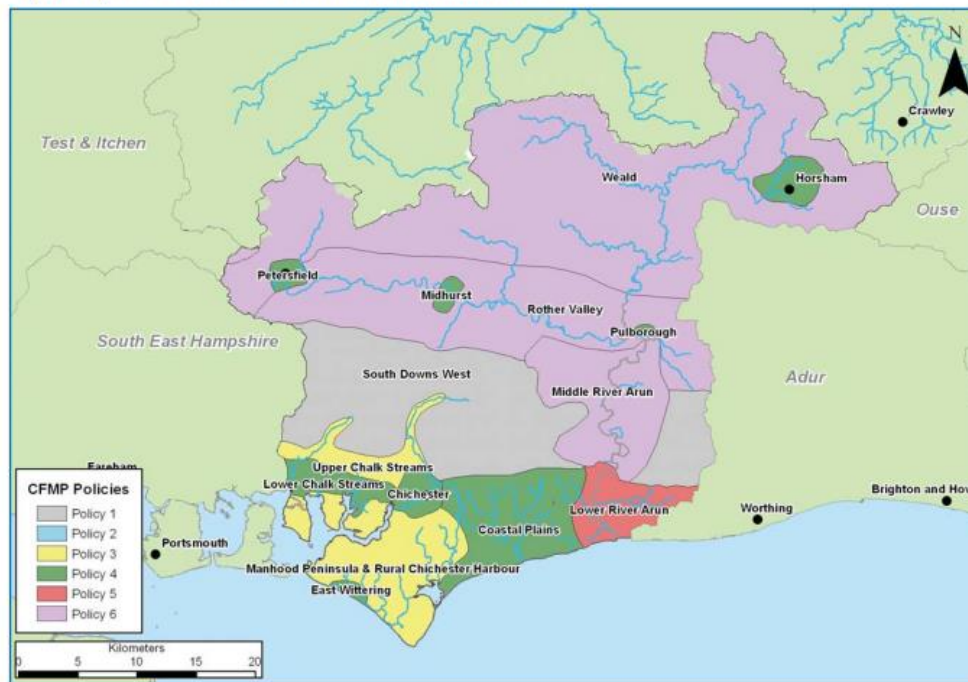 N
Crawley
Test & Itchen
Weald
Horsham
Ouse
Petersfield
Midhurst
Rother Valley
Pulborough
South East Hampshire
South Downs West
Middle River Arun
Adur
Upper Chalk Streams
Lower Chalk Streams
Chichester
Coastal Plains
Lower River Arun
Worthing
Brighton and Hov
Fareham
Portsmouth
Manhood Peninsula & Rural Chichester Harbour
East Wittering
CFMP Policies
Policy 1
Policy 2
Policy 3
Policy 4
Policy 5
Policy 6
Kilometers
0 5 10 15 20